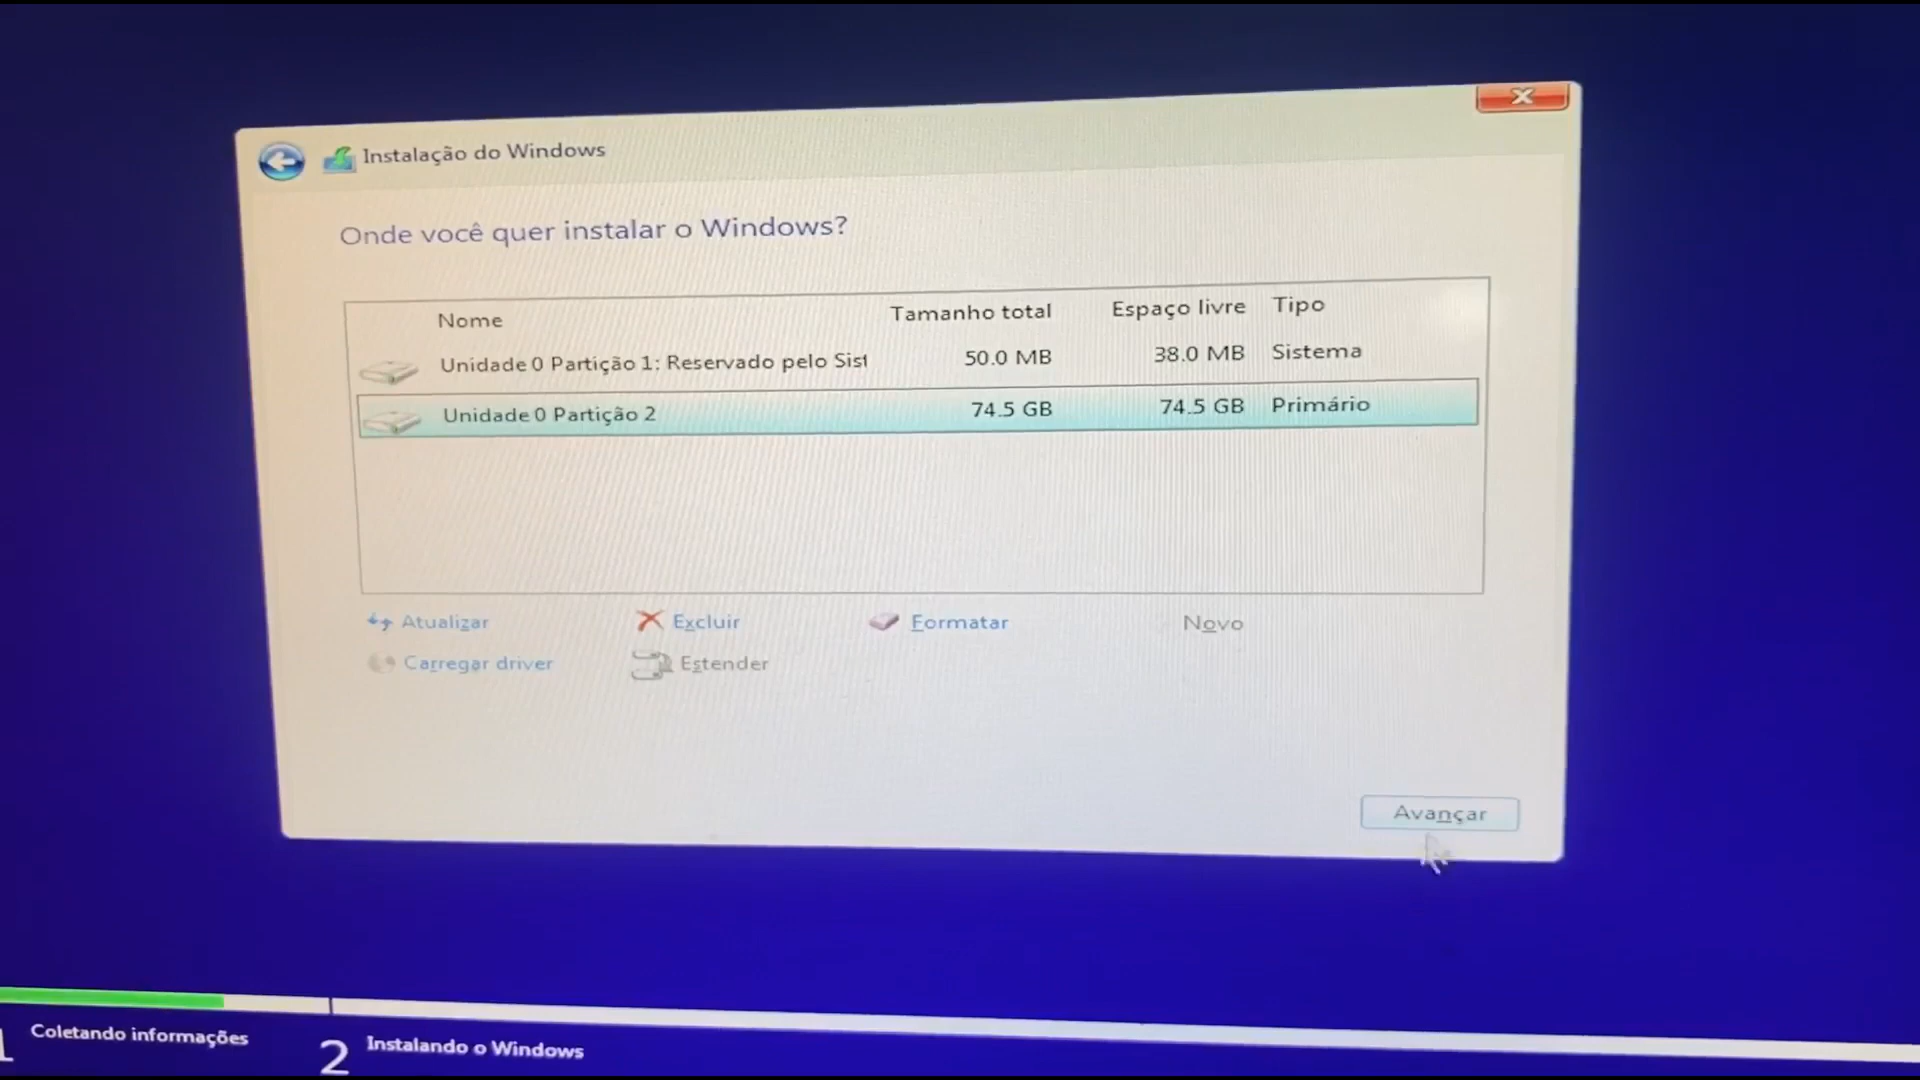 Instalação do Windows
Onde você quer instalar o Windows?
Nome Tamanho total Espaço livre Tipo
Unidade 0 Partição 1: Reservado pelo Sist 50.0 MB 38.0 MB Sistema
Unidade 0 Partição 2 74.5 GB 74.5 GB Primário
Atualizar Excluir Formatar Novo
Carregar driver Estender
Avançar
1 Coletando informações 2 Instalando o Windows